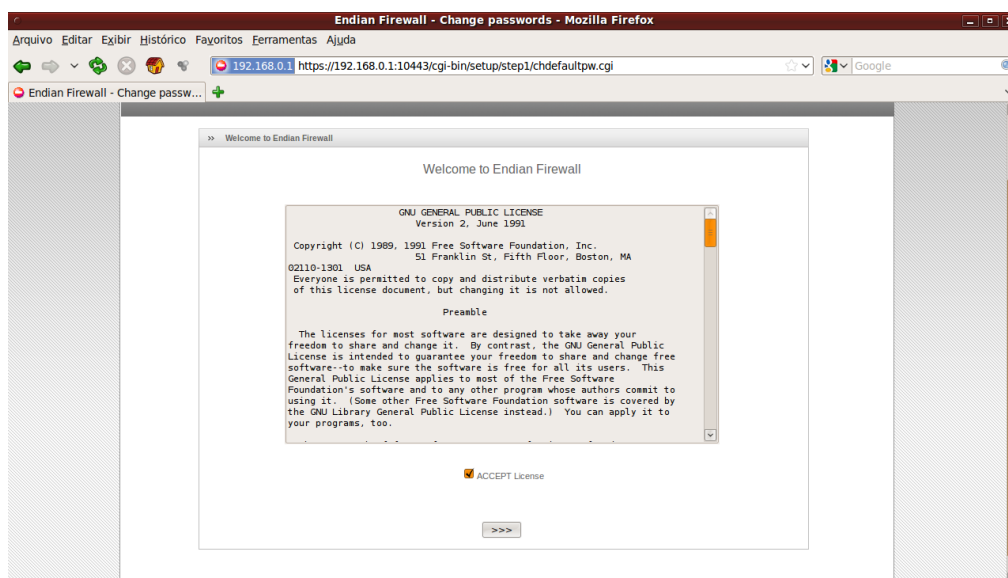 Endian Firewall - Change passwords - Mozilla Firefox
Arquivo Editar Exibir Histórico Favoritos Ferramentas Ajuda
192.168.0.1 https://192.168.0.1:10443/cgi-bin/setup/step1/chdefaultpw.cgi
Google
Endian Firewall - Change passw...
>> Welcome to Endian Firewall
Welcome to Endian Firewall
GNU GENERAL PUBLIC LICENSE
Version 2, June 1991
Copyright (C) 1989, 1991 Free Software Foundation, Inc.
51 Franklin St, Fifth Floor, Boston, MA
02110-1301 USA
Everyone is permitted to copy and distribute verbatim copies
of this license document, but changing it is not allowed.
Preamble
The licenses for most software are designed to take away your
freedom to share and change it. By contrast, the GNU General Public
License is intended to guarantee your freedom to share and change free
software--to make sure the software is free for all its users. This
General Public License applies to most of the Free Software
Foundation's software and to any other program whose authors commit to
using it. (Some other Free Software Foundation software is covered by
the GNU Library General Public License instead.) You can apply it to
your programs, too.
ACCEPT License
>>>